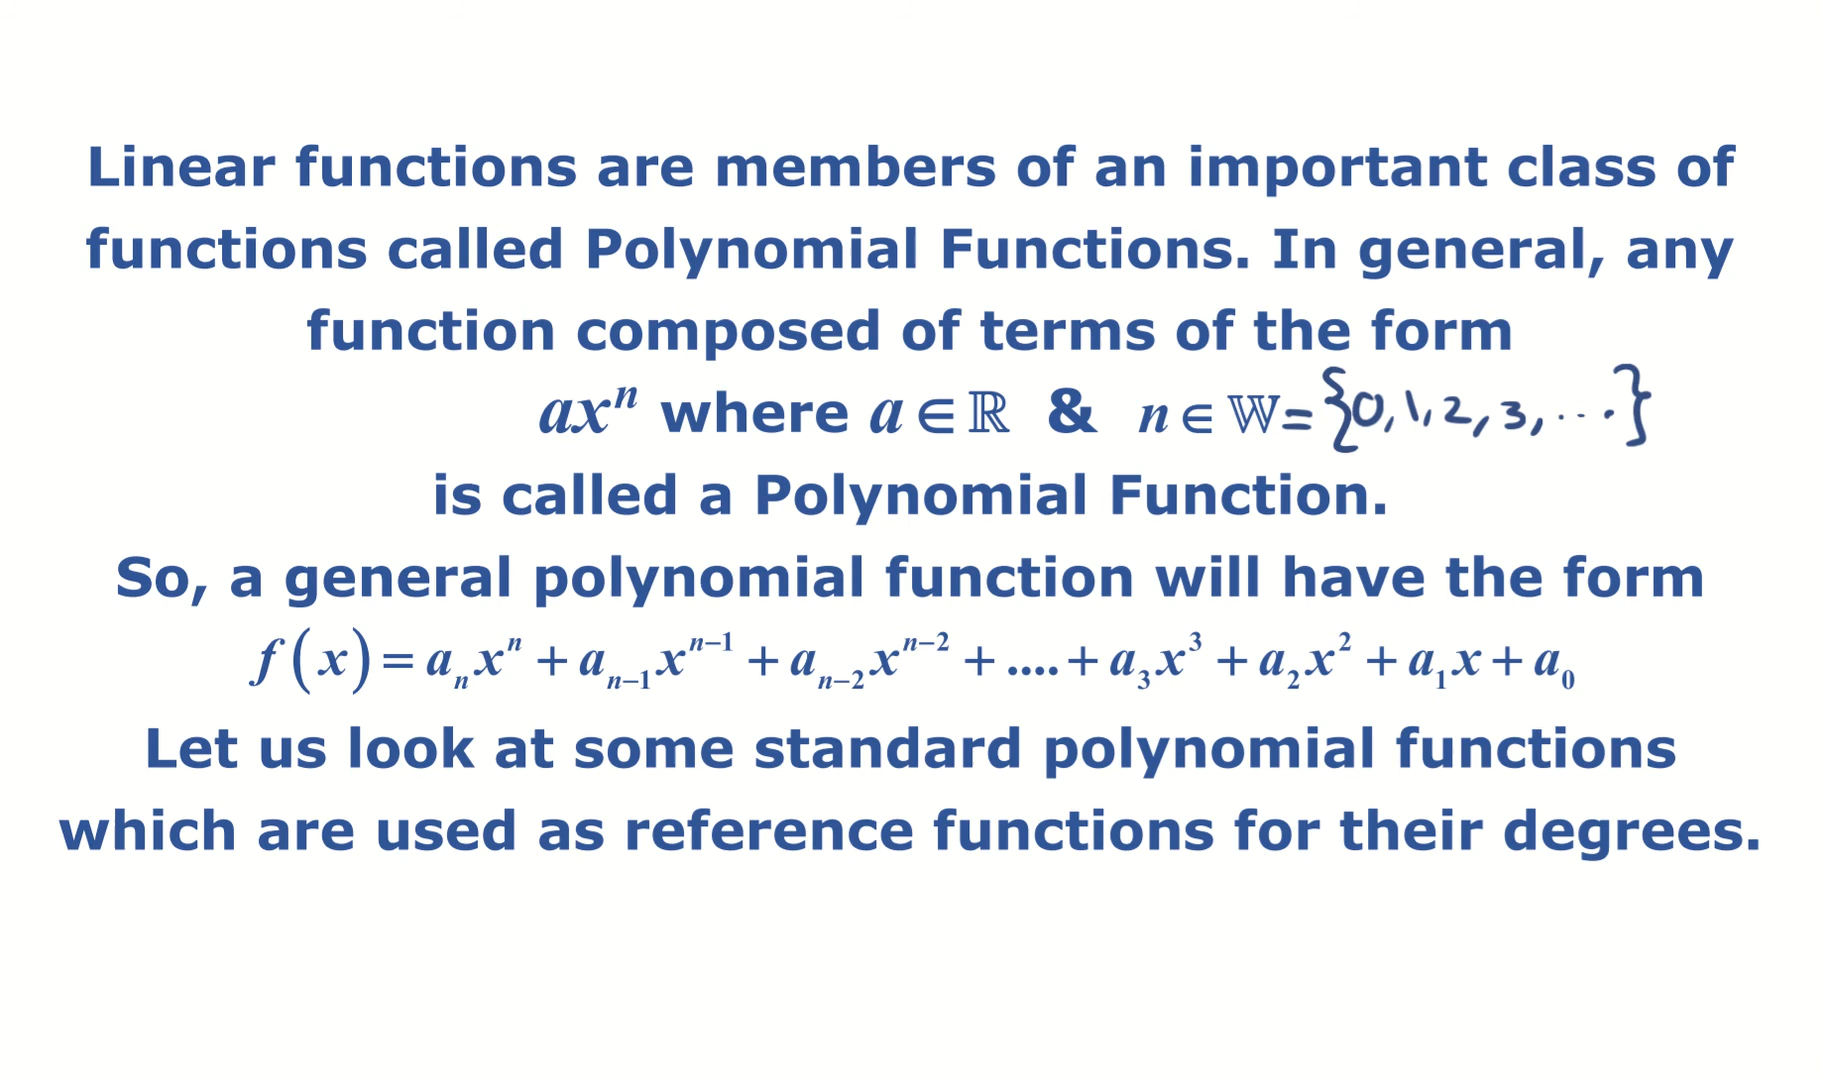 Linear functions are members of an important class of
functions called Polynomial Functions. In general, any
function composed of terms of the form
axⁿ where a ∈ ℝ & n ∈ 𝕎 = {0, 1, 2, 3, ...}
is called a Polynomial Function.
So, a general polynomial function will have the form
f(x) = aₙxⁿ + aₙ₋₁xⁿ⁻¹ + aₙ₋₂xⁿ⁻² + .... + a₃x³ + a₂x² + a₁x + a₀
Let us look at some standard polynomial functions
which are used as reference functions for their degrees.